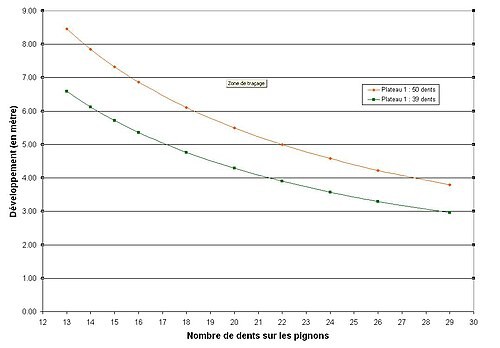 9.00
8.00
7.00
6.00
5.00
4.00
3.00
2.00
1.00
0.00
Développement (en mètre)
Zone de traçage
Plateau 1 : 50 dents
Plateau 1 : 39 dents
12 13 14 15 16 17 18 19 20 21 22 23 24 25 26 27 28 29 30
Nombre de dents sur les pignons